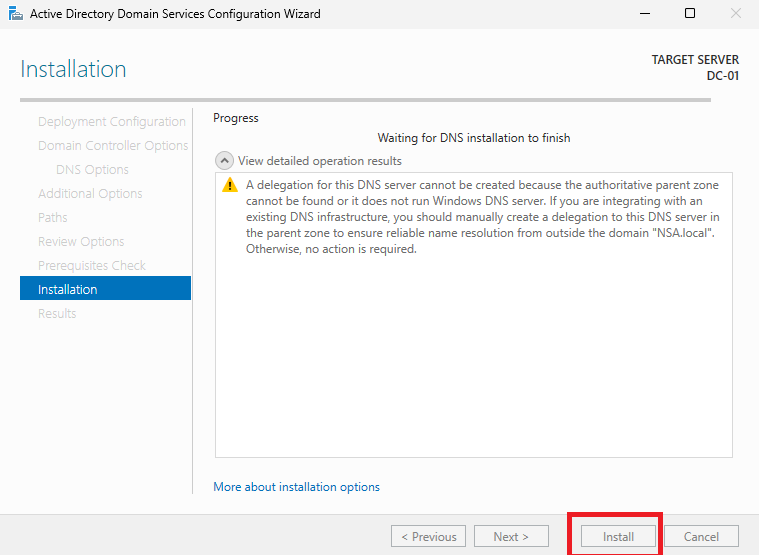 Active Directory Domain Services Configuration Wizard
Installation
TARGET SERVER
DC-01
Deployment Configuration
Domain Controller Options
DNS Options
Additional Options
Paths
Review Options
Prerequisites Check
Installation
Results
Progress
Waiting for DNS installation to finish
View detailed operation results
A delegation for this DNS server cannot be created because the authoritative parent zone
cannot be found or it does not run Windows DNS server. If you are integrating with an
existing DNS infrastructure, you should manually create a delegation to this DNS server in
the parent zone to ensure reliable name resolution from outside the domain "NSA.local".
Otherwise, no action is required.
More about installation options
< Previous
Next >
Install
Cancel